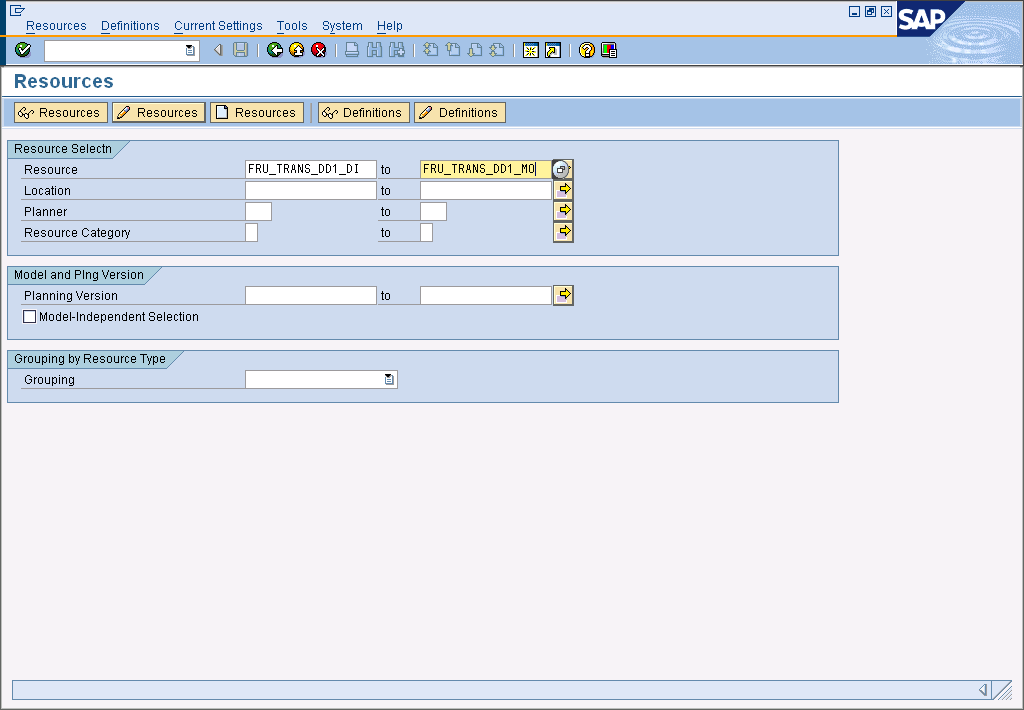 Resources Definitions Current Settings Tools System Help
SAP
Resources
Resources Resources Resources Definitions Definitions
Resource Selectn
Resource FRU_TRANS_DD1_DI to FRU_TRANS_DD1_MO
Location to
Planner to
Resource Category to
Model and Plng Version
Planning Version to
Model-Independent Selection
Grouping by Resource Type
Grouping